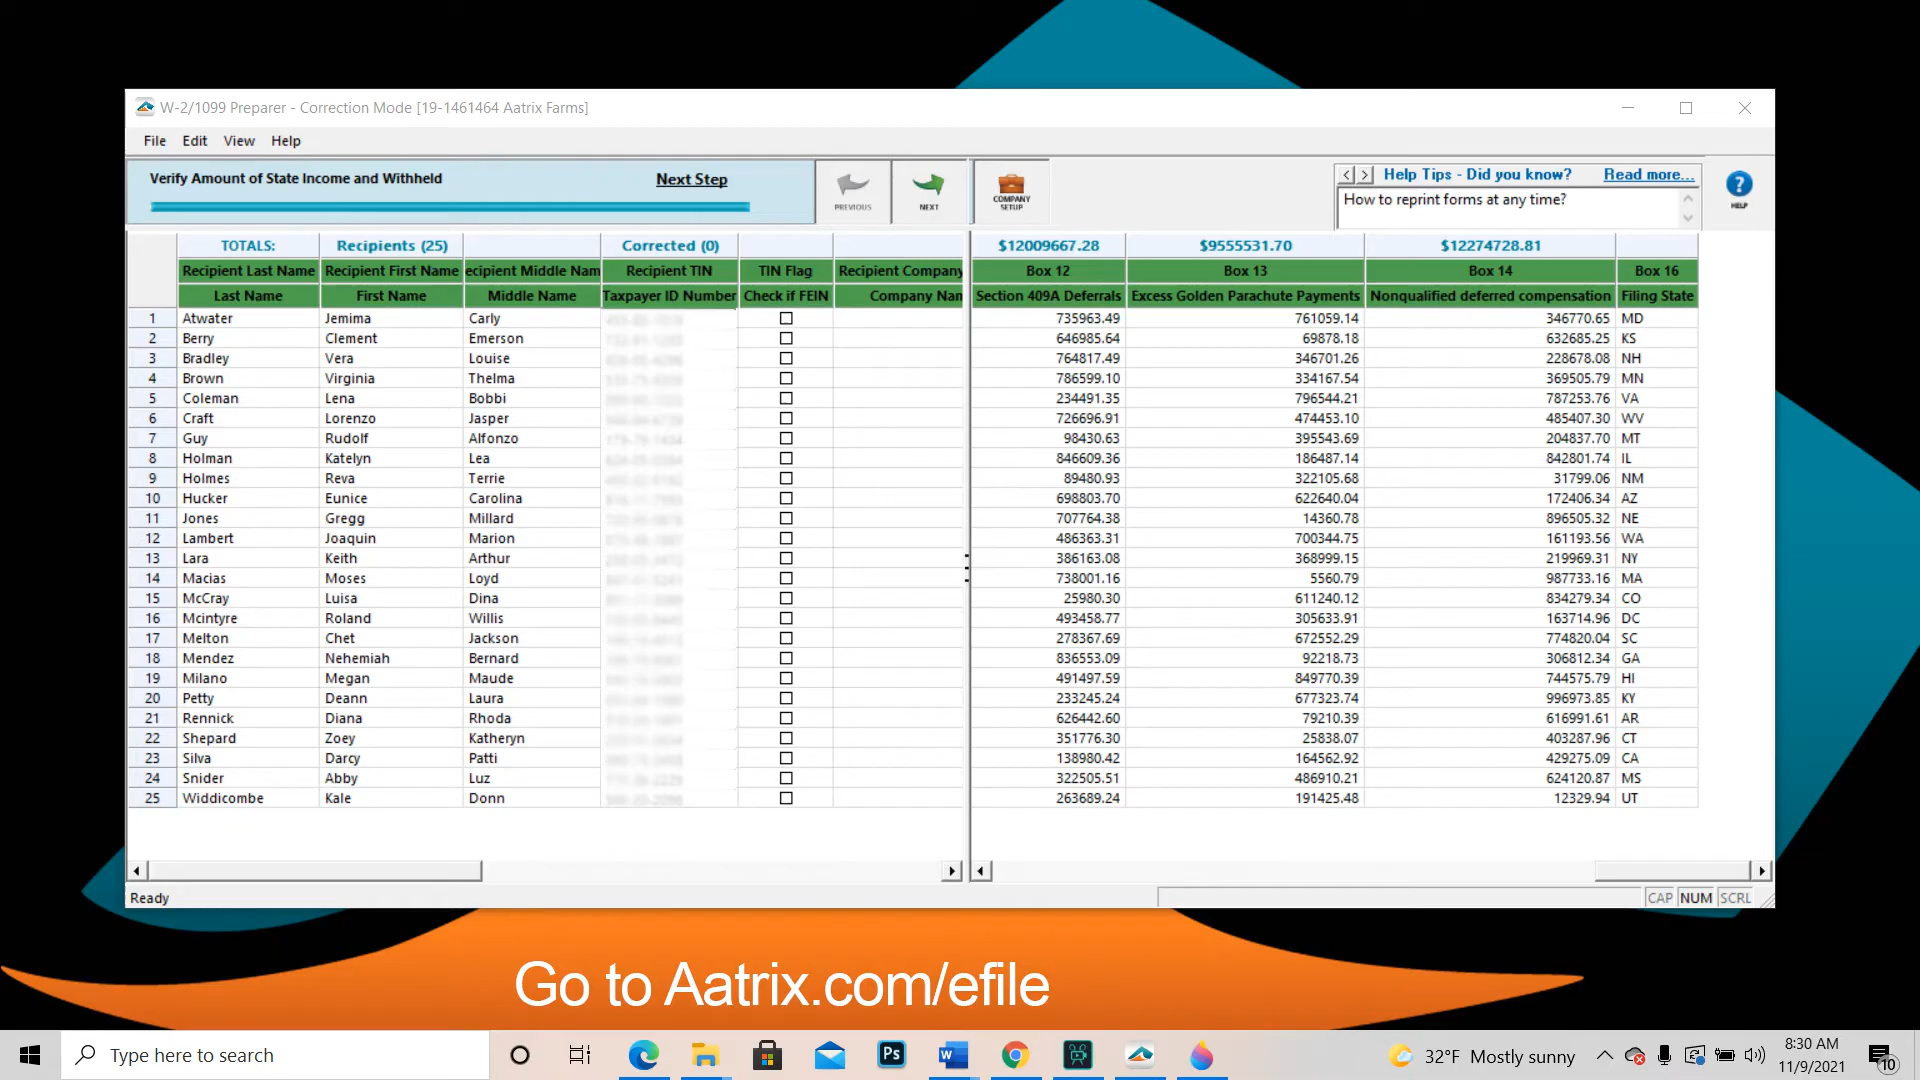 W-2/1099 Preparer - Correction Mode [19-1461464 Aatrix Farms]
File Edit View Help
Verify Amount of State Income and Withheld Next Step
PREVIOUS NEXT COMPANY SETUP
Help Tips - Did you know? Read more...
How to reprint forms at any time?
HELP
TOTALS: Recipients (25) Corrected (0) $12009667.28 $9555531.70 $12274728.81
Recipient Last Name Recipient First Name ecipient Middle Nam Recipient TIN TIN Flag Recipient Company Box 12 Box 13 Box 14 Box 16
Last Name First Name Middle Name Taxpayer ID Number Check if FEIN Company Nan Section 409A Deferrals Excess Golden Parachute Payments Nonqualified deferred compensation Filing State
1 Atwater Jemima Carly 735963.49 761059.14 346770.65 MD
2 Berry Clement Emerson 646985.64 69878.18 632685.25 KS
3 Bradley Vera Louise 764817.49 346701.26 228678.08 NH
4 Brown Virginia Thelma 786599.10 334167.54 369505.79 MN
5 Coleman Lena Bobbi 234491.35 796544.21 787253.76 VA
6 Craft Lorenzo Jasper 726696.91 474453.10 485407.30 WV
7 Guy Rudolf Alfonzo 98430.63 395543.69 204837.70 MT
8 Holman Katelyn Lea 846609.36 186487.14 842801.74 IL
9 Holmes Reva Terrie 89480.93 322105.68 31799.06 NM
10 Hucker Eunice Carolina 698803.70 622640.04 172406.34 AZ
11 Jones Gregg Millard 707764.38 14360.78 896505.32 NE
12 Lambert Joaquin Marion 486363.31 700344.75 161193.56 WA
13 Lara Keith Arthur 386163.08 368999.15 219969.31 NY
14 Macias Moses Loyd 738001.16 5560.79 987733.16 MA
15 McCray Luisa Dina 25980.30 611240.12 834279.34 CO
16 Mcintyre Roland Willis 493458.77 305633.91 163714.96 DC
17 Melton Chet Jackson 278367.69 672552.29 774820.04 SC
18 Mendez Nehemiah Bernard 836553.09 92218.73 306812.34 GA
19 Milano Megan Maude 491497.59 849770.39 744575.79 HI
20 Petty Deann Laura 233245.24 677323.74 996973.85 KY
21 Rennick Diana Rhoda 626442.60 79210.39 616991.61 AR
22 Shepard Zoey Katheryn 351776.30 25838.07 403287.96 CT
23 Silva Darcy Patti 138980.42 164562.92 429275.09 CA
24 Snider Abby Luz 322505.51 486910.21 624120.87 MS
25 Widdicombe Kale Donn 263689.24 191425.48 12329.94 UT
Ready CAP NUM SCRL
Go to Aatrix.com/efile
Type here to search Ps 32°F Mostly sunny 8:30 AM
11/9/2021 10